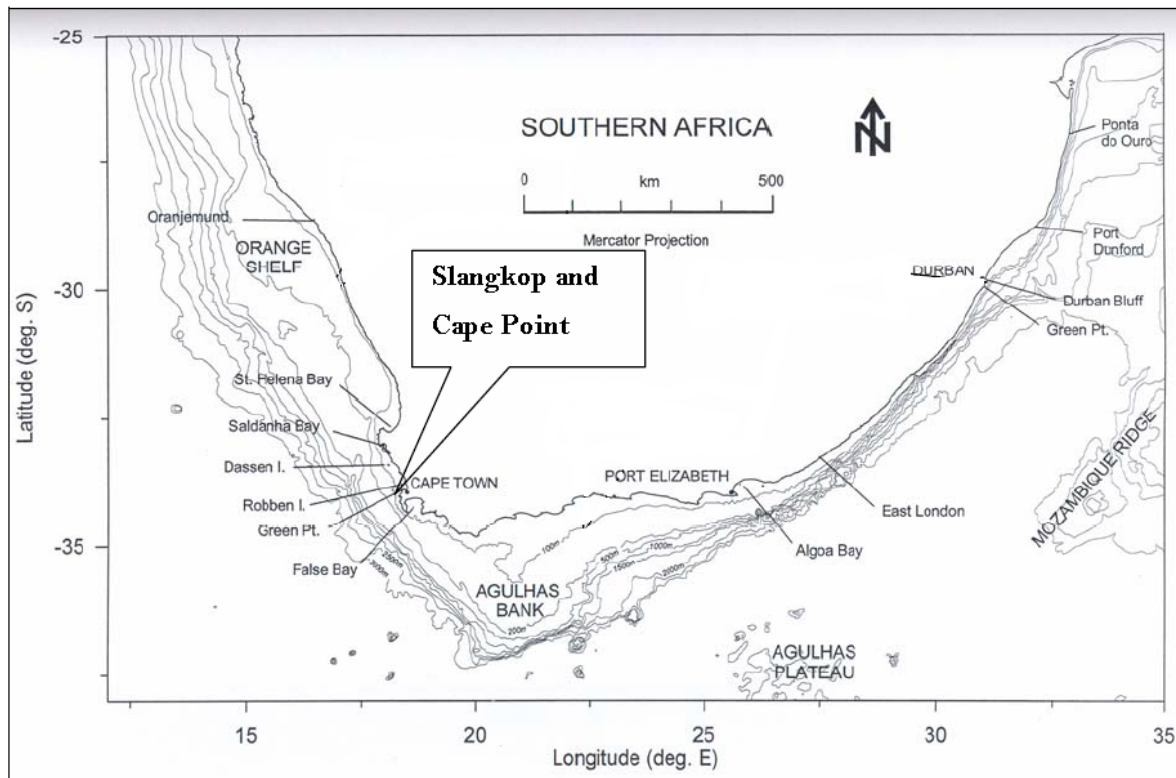 -25
SOUTHERN AFRICA
N
0
km
500
Mercator Projection
Ponta
do Ouro
Oranjemund
ORANGE
SHELF
Port
Dunford
Slangkop and
Cape Point
DURBAN
Durban Bluff
Green Pt.
-30
Latitude (deg. S)
St. Helena Bay
Saldanha Bay
Dassen I.
CAPE TOWN
Robben I.
Green Pt.
False Bay
PORT ELIZABETH
East London
Algoa Bay
MOZAMBIQUE RIDGE
-35
100m
500m
1000m
1500m
2000m
2500m
3000m
200m
AGULHAS
BANK
AGULHAS
PLATEAU
15
20
25
30
35
Longitude (deg. E)